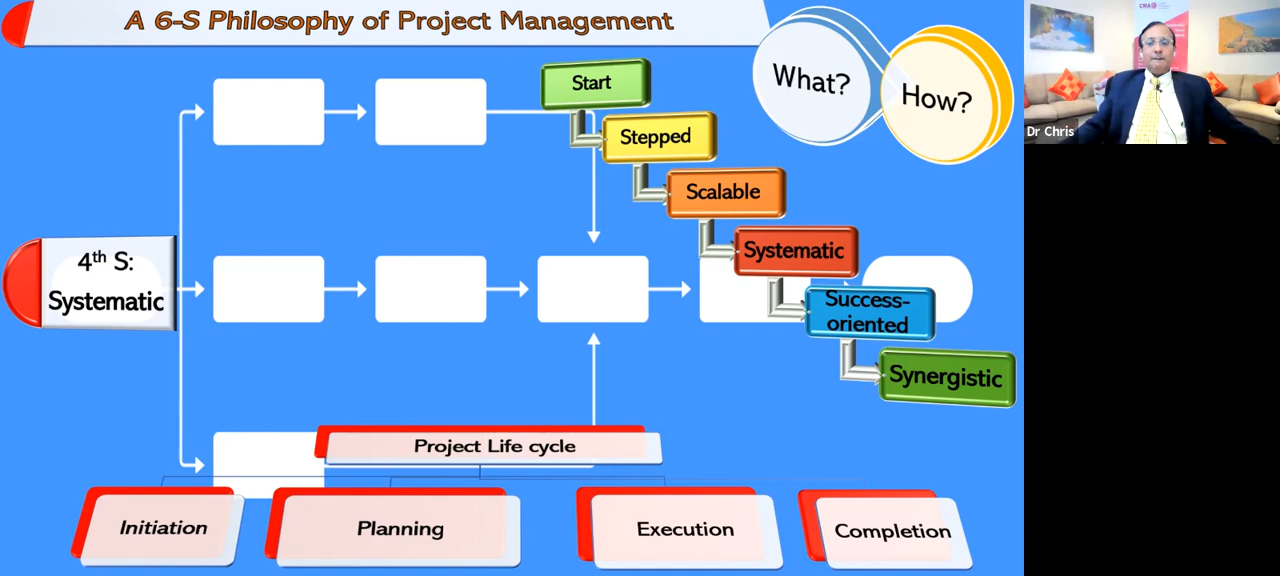 A 6-S Philosophy of Project Management
What?
How?
Dr Chris
CMA
Start
Stepped
Scalable
Systematic
Success-
oriented
Synergistic
4th S:
Systematic
Project Life cycle
Initiation
Planning
Execution
Completion